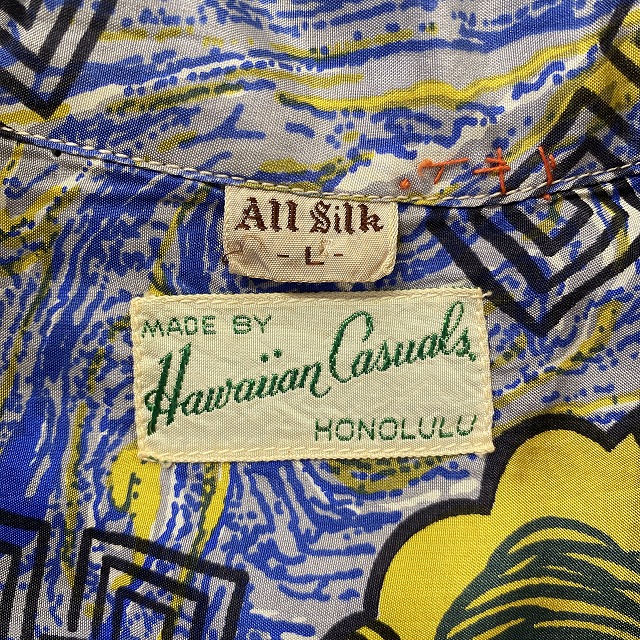 All Silk
- L -
MADE BY
Hawaiian Casuals
HONOLULU